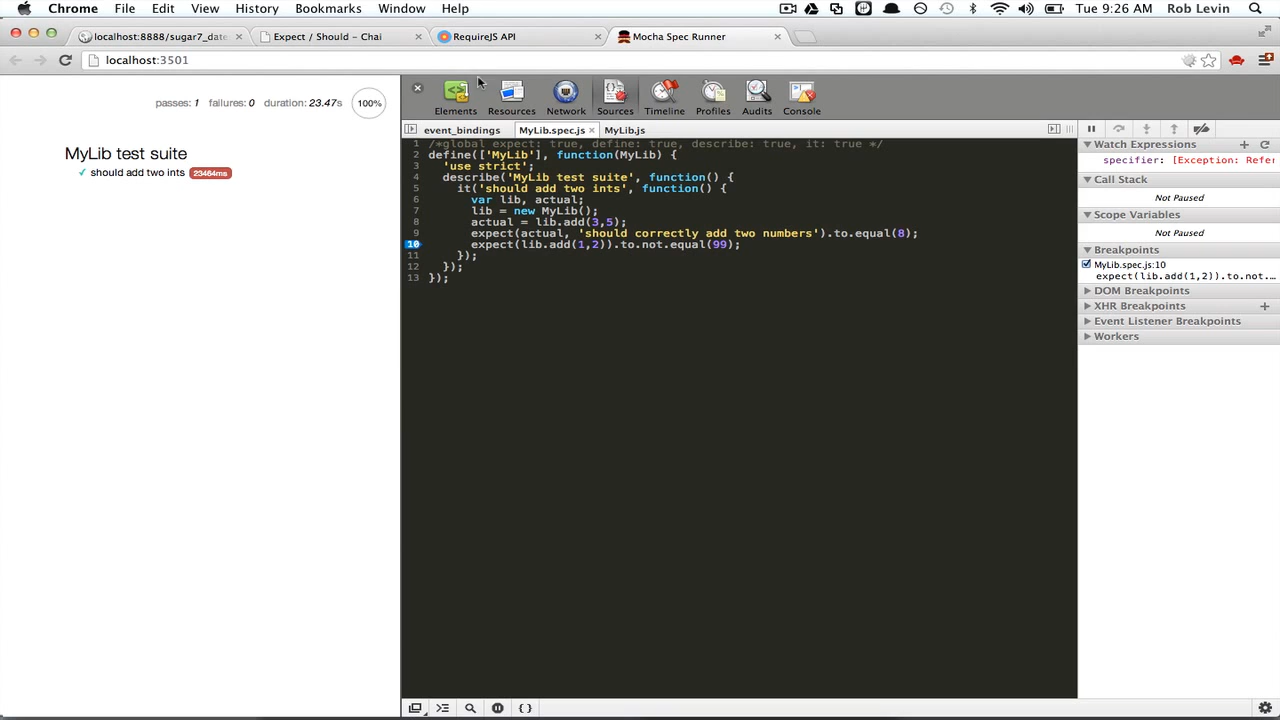 Chrome File Edit View History Bookmarks Window Help Tue 9:26 AM Rob Levin
localhost:8888/sugar7_date Expect / Should - Chai RequireJS API Mocha Spec Runner
localhost:3501
passes: 1 failures: 0 duration: 23.47s 100%
MyLib test suite
✓ should add two ints 23464ms
Elements Resources Network Sources Timeline Profiles Audits Console
event_bindings MyLib.spec.js MyLib.js
1 /*global expect: true, define: true, describe: true, it: true */
2 define(['MyLib'], function(MyLib) {
3 'use strict';
4 describe('MyLib test suite', function() {
5 it('should add two ints', function() {
6 var lib, actual;
7 lib = new MyLib();
8 actual = lib.add(3,5);
9 expect(actual, 'should correctly add two numbers').to.equal(8);
10 expect(lib.add(1,2)).to.not.equal(99);
11 });
12 });
13 });
Watch Expressions
specifier: [Exception: Refer
Call Stack
Not Paused
Scope Variables
Not Paused
Breakpoints
MyLib.spec.js:10
expect(lib.add(1,2)).to.not.…
DOM Breakpoints
XHR Breakpoints
Event Listener Breakpoints
Workers